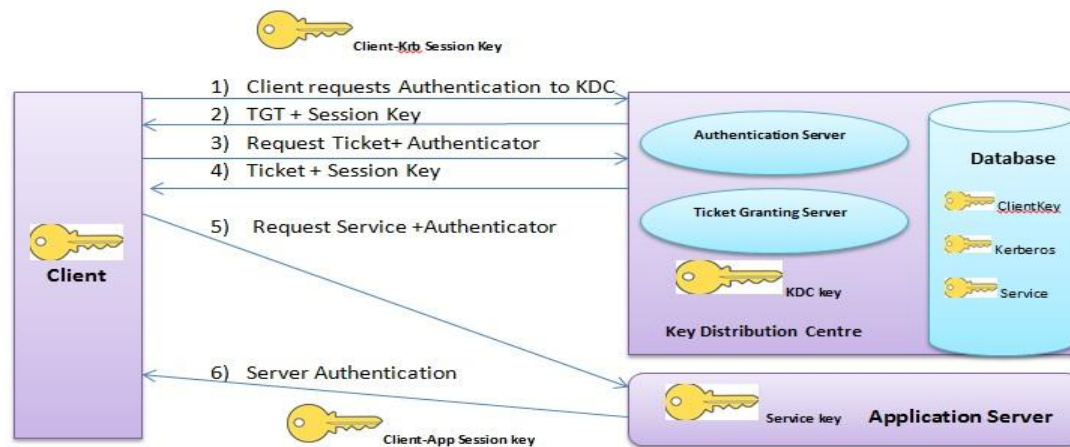 Client-Krb Session Key
1) Client requests Authentication to KDC
2) TGT + Session Key
3) Request Ticket+ Authenticator
4) Ticket + Session Key
5) Request Service +Authenticator
Client
Authentication Server
Ticket Granting Server
KDC key
Key Distribution Centre
Database
ClientKey
Kerberos
Service
6) Server Authentication
Client-App Session key
Service key
Application Server